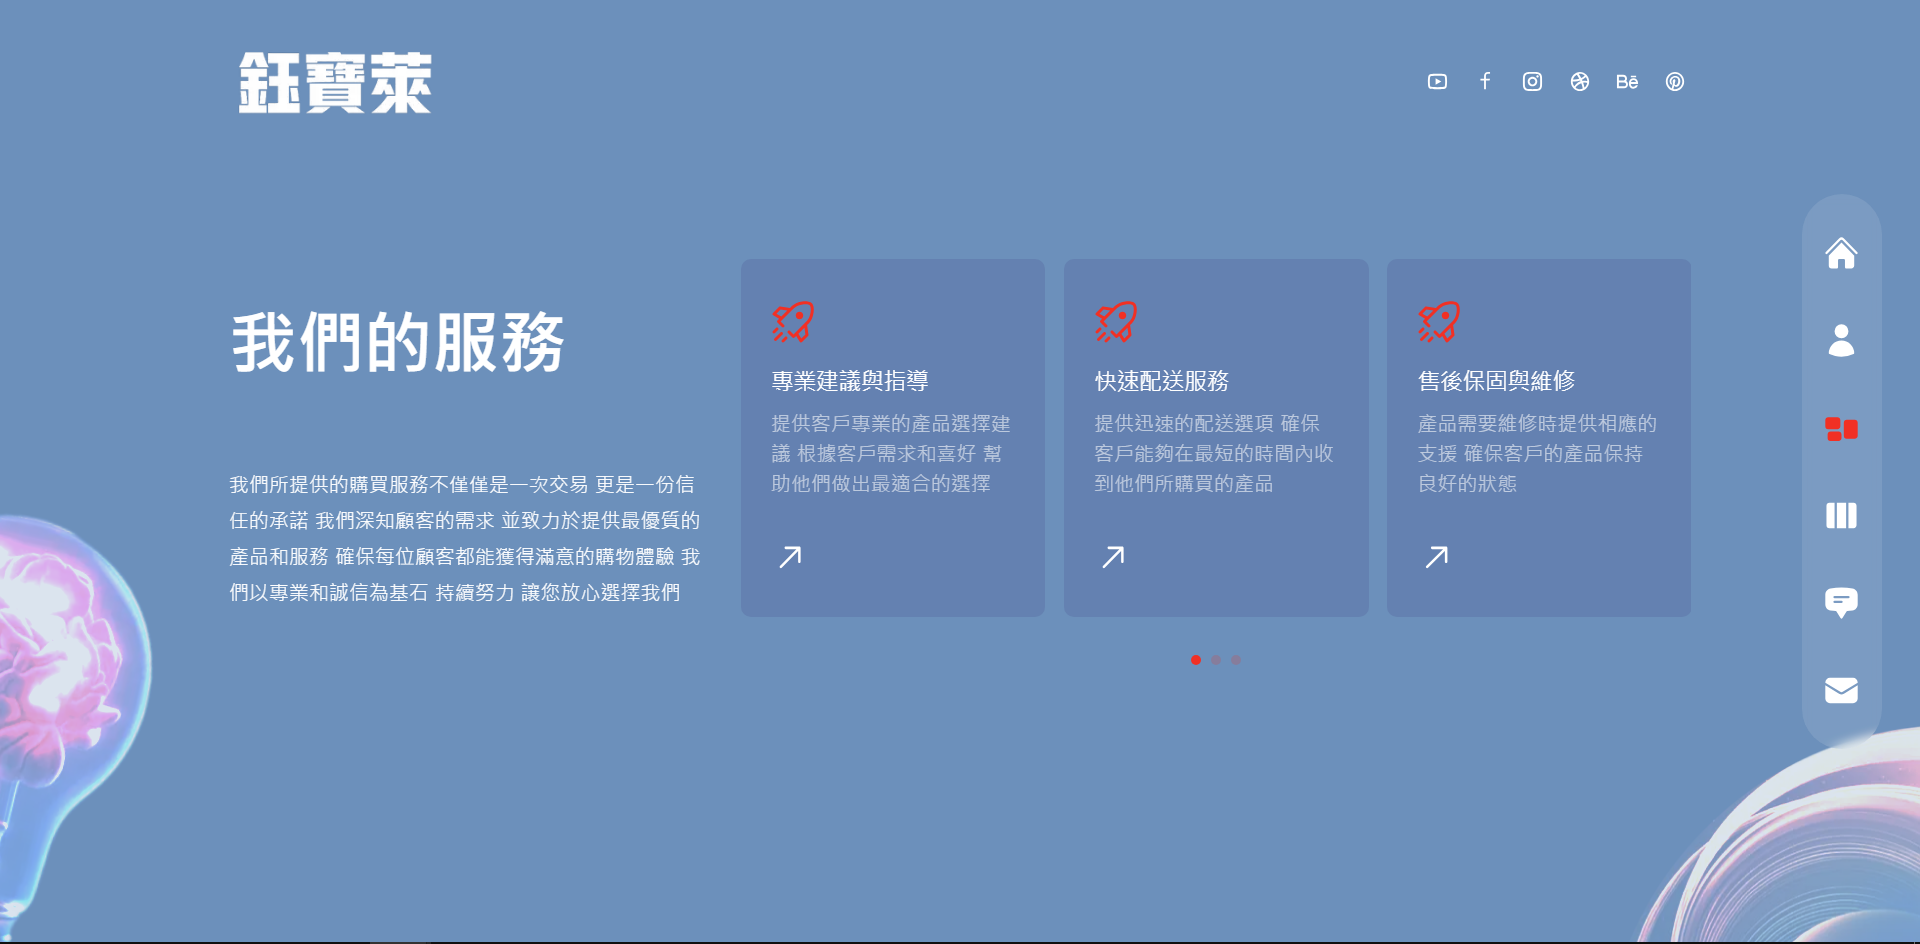 鈺寶萊
我們的服務
我們所提供的購買服務不僅僅是一次交易 更是一份信
任的承諾 我們深知顧客的需求 並致力於提供最優質的
產品和服務 確保每位顧客都能獲得滿意的購物體驗 我
們以專業和誠信為基石 持續努力 讓您放心選擇我們
專業建議與指導
提供客戶專業的產品選擇建
議 根據客戶需求和喜好 幫
助他們做出最適合的選擇
快速配送服務
提供迅速的配送選項 確保
客戶能夠在最短的時間內收
到他們所購買的產品
售後保固與維修
產品需要維修時提供相應的
支援 確保客戶的產品保持
良好的狀態